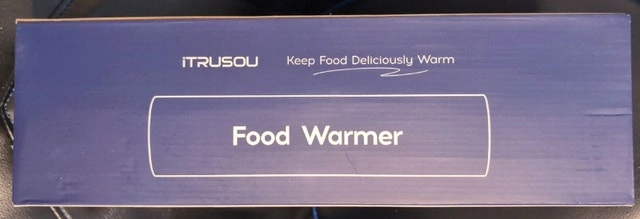 iTRUSOU Keep Food Deliciously Warm
Food Warmer